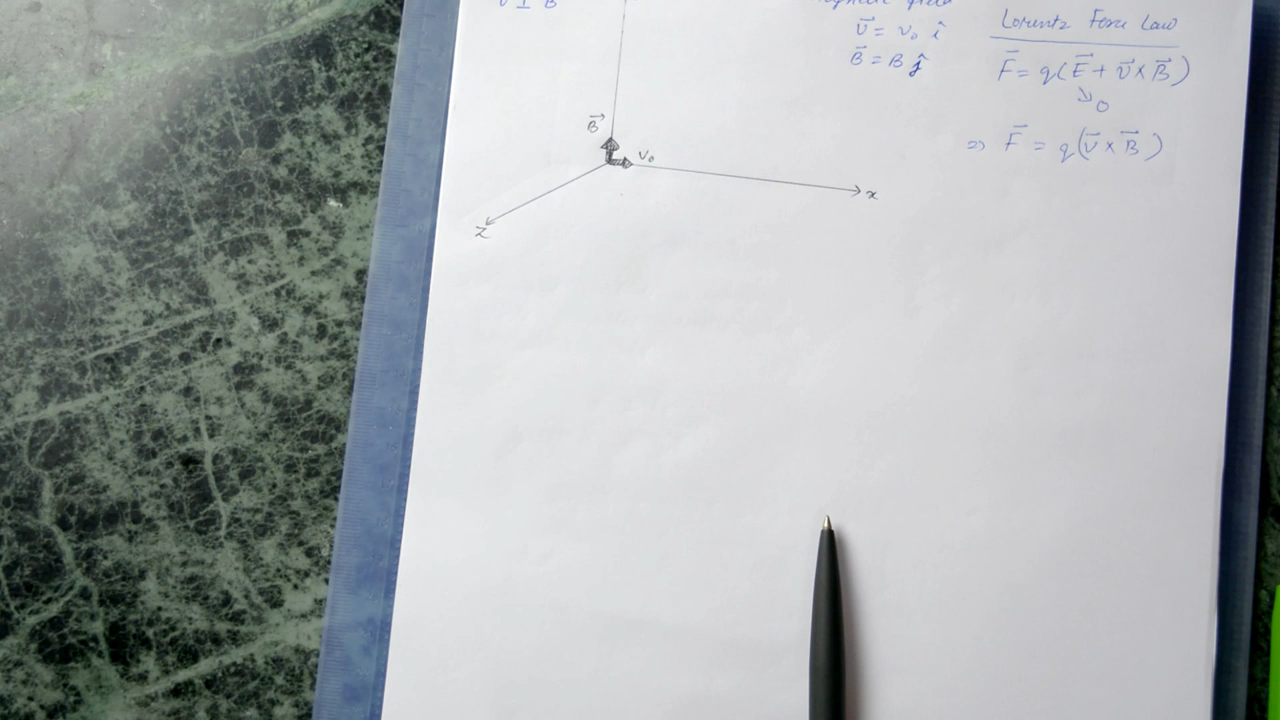 v ⊥ B
Lorentz Force Law
v⃗ = v₀ î
B⃗ = B ĵ
F⃗ = q(E⃗ + v⃗ × B⃗)
↘ 0
⇒ F⃗ = q(v⃗ × B⃗)
B⃗
v₀
x
z